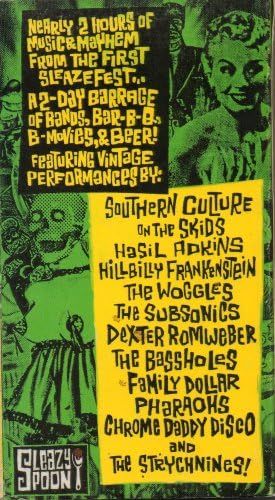 NEARLY 2 HOURS OF
MUSIC & MAYHEM
FROM THE FIRST
SLEAZEFEST...
A 2-DAY BARRAGE
OF BANDS, BAR-B-Q,
B-MOVIES, & BEER!
FEATURING VINTAGE
PERFORMANCES BY:
SOUTHERN CULTURE
ON THE SKIDS
HASIL ADKINS
HILLBILLY FRANKENSTEIN
THE WOGGLES
THE SUBSONICS
DEXTER ROMWEBER
THE BASSHOLES
FAMILY DOLLAR
PHARAOHS
CHROME DADDY DISCO
AND
THE STRYCHNINES!
SLEAZY
SPOON